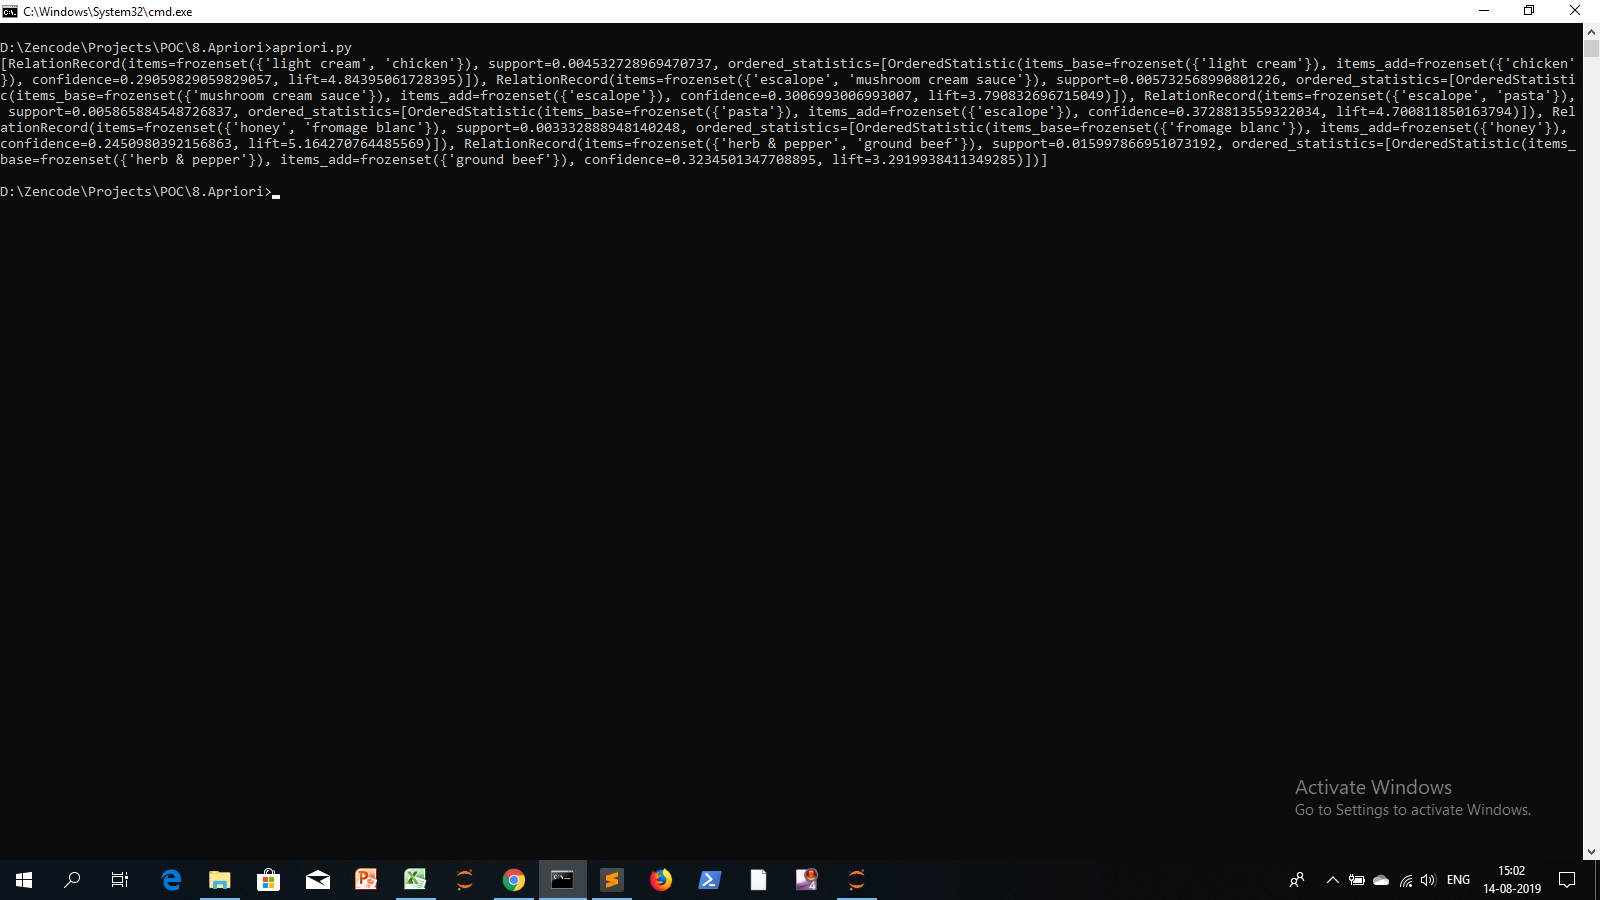 C:\Windows\System32\cmd.exe
D:\Zencode\Projects\POC\8.Apriori>apriori.py
[RelationRecord(items=frozenset({'light cream', 'chicken'}), support=0.004532728969470737, ordered_statistics=[OrderedStatistic(items_base=frozenset({'light cream'}), items_add=frozenset({'chicken'
}), confidence=0.29059829059829057, lift=4.84395061728395)]), RelationRecord(items=frozenset({'escalope', 'mushroom cream sauce'}), support=0.005732568990801226, ordered_statistics=[OrderedStatisti
c(items_base=frozenset({'mushroom cream sauce'}), items_add=frozenset({'escalope'}), confidence=0.3006993006993007, lift=3.790832696715049)]), RelationRecord(items=frozenset({'escalope', 'pasta'}),
 support=0.005865884548726837, ordered_statistics=[OrderedStatistic(items_base=frozenset({'pasta'}), items_add=frozenset({'escalope'}), confidence=0.3728813559322034, lift=4.700811850163794)]), Rel
ationRecord(items=frozenset({'honey', 'fromage blanc'}), support=0.003332888948140248, ordered_statistics=[OrderedStatistic(items_base=frozenset({'fromage blanc'}), items_add=frozenset({'honey'}),
confidence=0.2450980392156863, lift=5.164270764485569)]), RelationRecord(items=frozenset({'herb & pepper', 'ground beef'}), support=0.015997866951073192, ordered_statistics=[OrderedStatistic(items_
base=frozenset({'herb & pepper'}), items_add=frozenset({'ground beef'}), confidence=0.3234501347708895, lift=3.2919938411349285)])]
D:\Zencode\Projects\POC\8.Apriori>
Activate Windows
Go to Settings to activate Windows.
ENG
15:02
14-08-2019